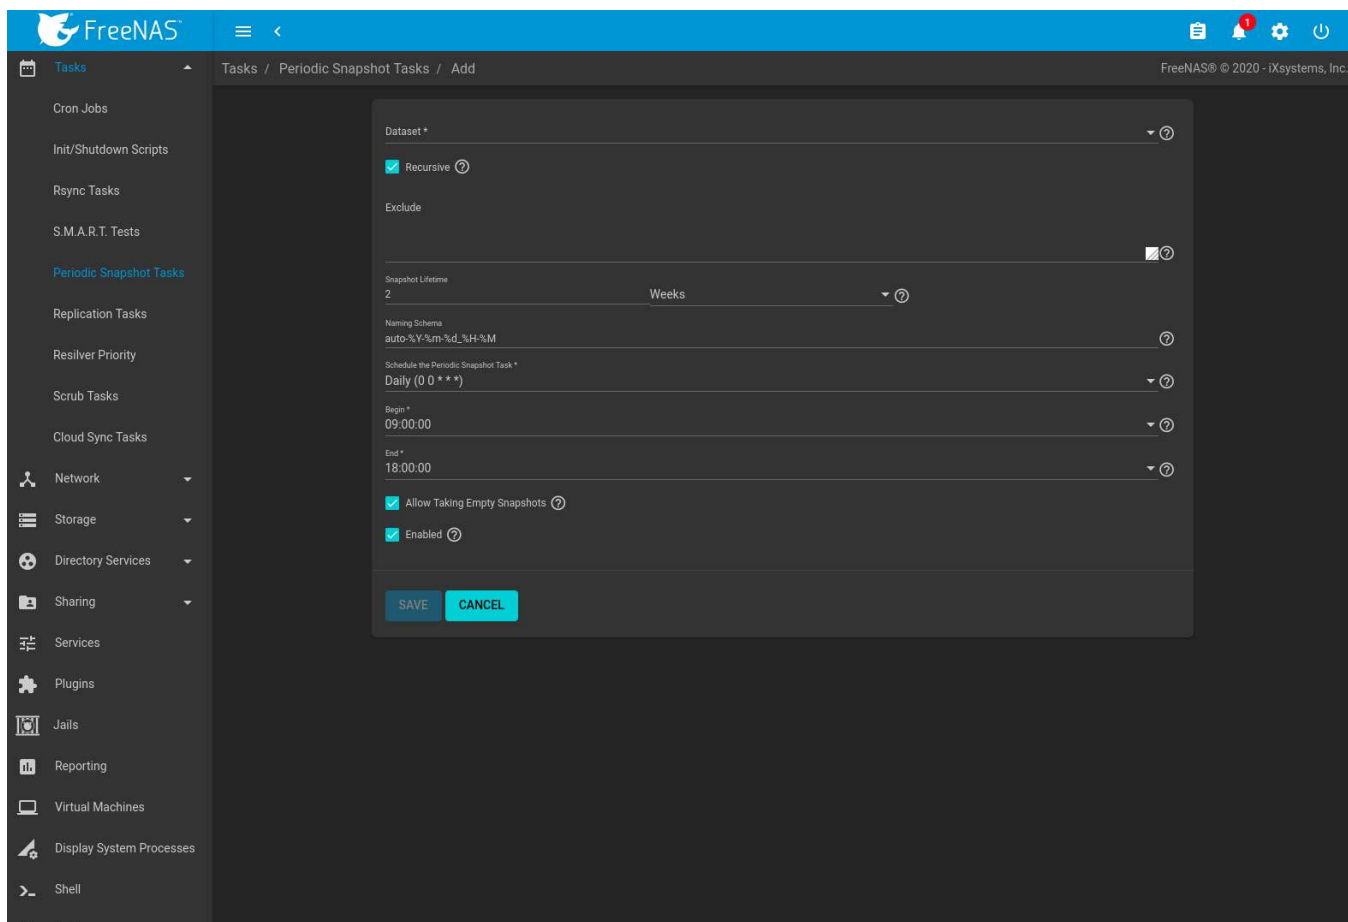 FreeNAS
1
Tasks
Tasks / Periodic Snapshot Tasks / Add
FreeNAS® © 2020 - iXsystems, Inc.
Cron Jobs
Init/Shutdown Scripts
Rsync Tasks
S.M.A.R.T. Tests
Periodic Snapshot Tasks
Replication Tasks
Resilver Priority
Scrub Tasks
Cloud Sync Tasks
Network
Storage
Directory Services
Sharing
Services
Plugins
Jails
Reporting
Virtual Machines
Display System Processes
Shell
Dataset *
Recursive
Exclude
Snapshot Lifetime
2 Weeks
Naming Schema
auto-%Y-%m-%d_%H-%M
Schedule the Periodic Snapshot Task *
Daily (0 0 * * *)
Begin *
09:00:00
End *
18:00:00
Allow Taking Empty Snapshots
Enabled
SAVE CANCEL